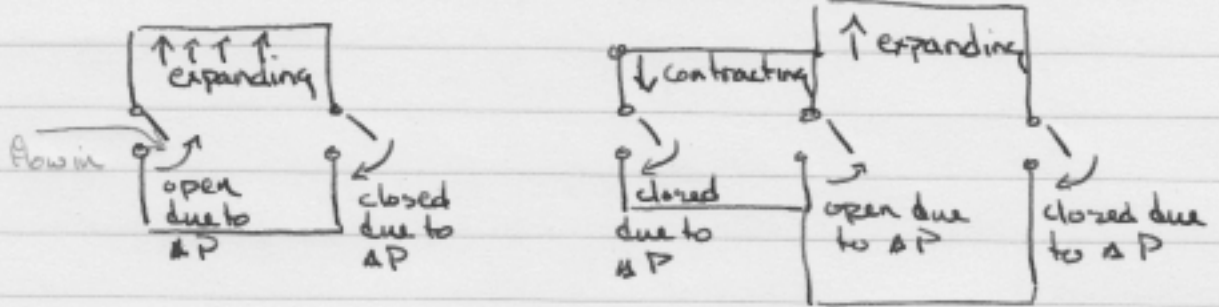 expanding
flow in
open
due to
ΔP
closed
due to
ΔP
contracting
expanding
closed
due to
ΔP
open due
to ΔP
closed due
to ΔP